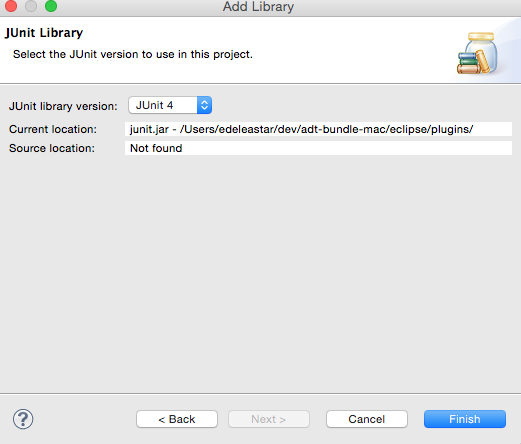 Add Library
JUnit Library
Select the JUnit version to use in this project.
JUnit library version: JUnit 4
Current location: junit.jar - /Users/edeleastar/dev/adt-bundle-mac/eclipse/plugins/
Source location: Not found
? < Back Next > Cancel Finish